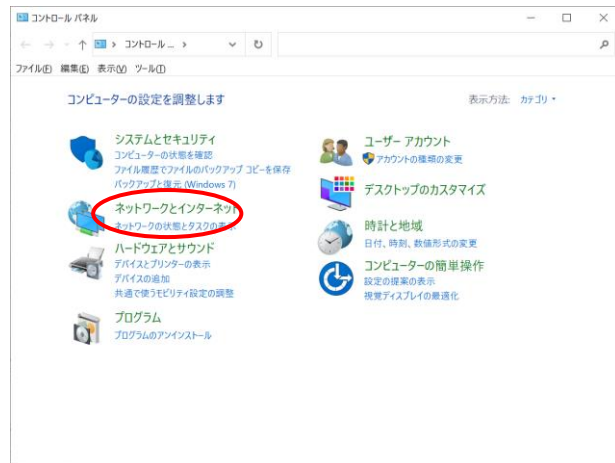 コントロール パネル
コントロール ... ›
ファイル(F) 編集(E) 表示(V) ツール(T)
コンピューターの設定を調整します
表示方法: カテゴリ
システムとセキュリティ
コンピューターの状態を確認
ファイル履歴でファイルのバックアップ コピーを保存
バックアップと復元 (Windows 7)
ネットワークとインターネット
ネットワークの状態とタスクの表示
ハードウェアとサウンド
デバイスとプリンターの表示
デバイスの追加
共通で使うモビリティ設定の調整
プログラム
プログラムのアンインストール
ユーザー アカウント
アカウントの種類の変更
デスクトップのカスタマイズ
時計と地域
日付、時刻、数値形式の変更
コンピューターの簡単操作
設定の提案の表示
視覚ディスプレイの最適化